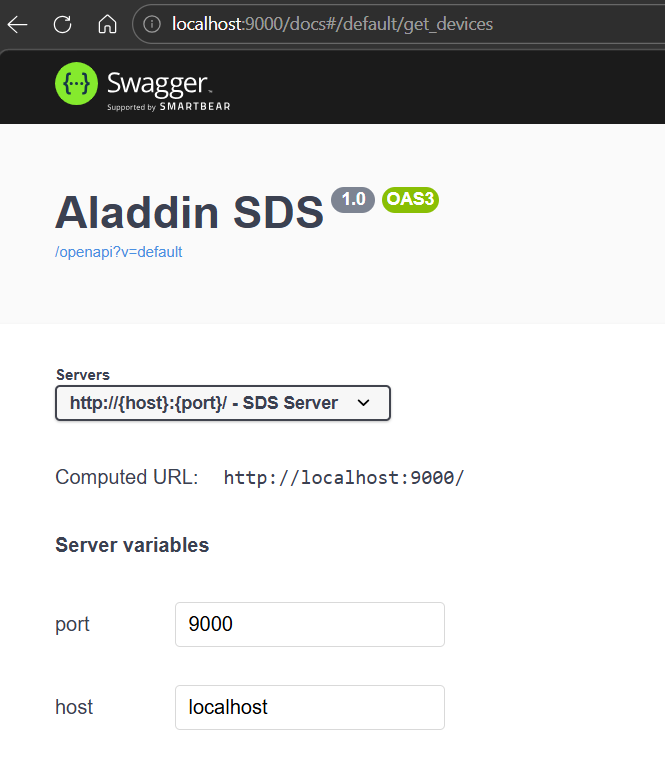 localhost:9000/docs#/default/get_devices
Swagger
Supported by SMARTBEAR
Aladdin SDS 1.0 OAS3
/openapi?v=default
Servers
http://{host}:{port}/ - SDS Server
Computed URL: http://localhost:9000/
Server variables
port 9000
host localhost